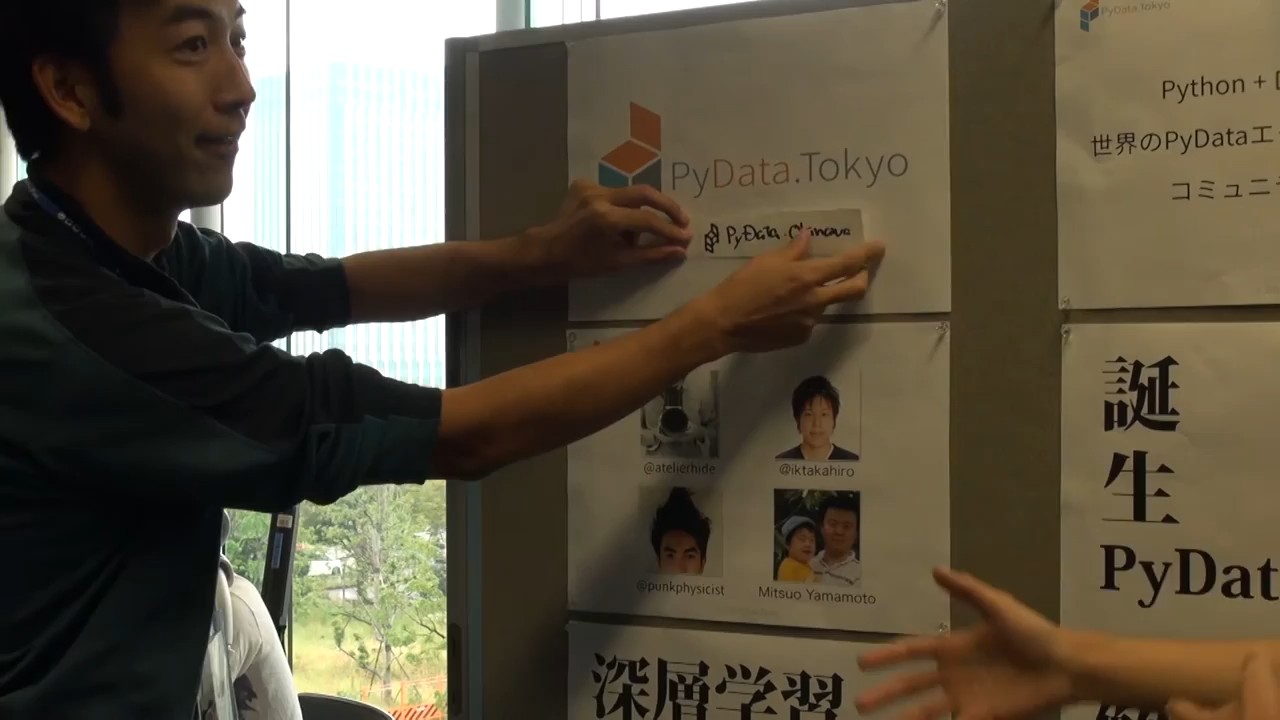 PyData.Tokyo
PyData.Okinawa
@atelierhide
@iktakahiro
@punkphysicist
Mitsuo Yamamoto
深層学習
PyData.Tokyo
Python +
世界のPyDataエ
コミュニ
誕
生
PyDat